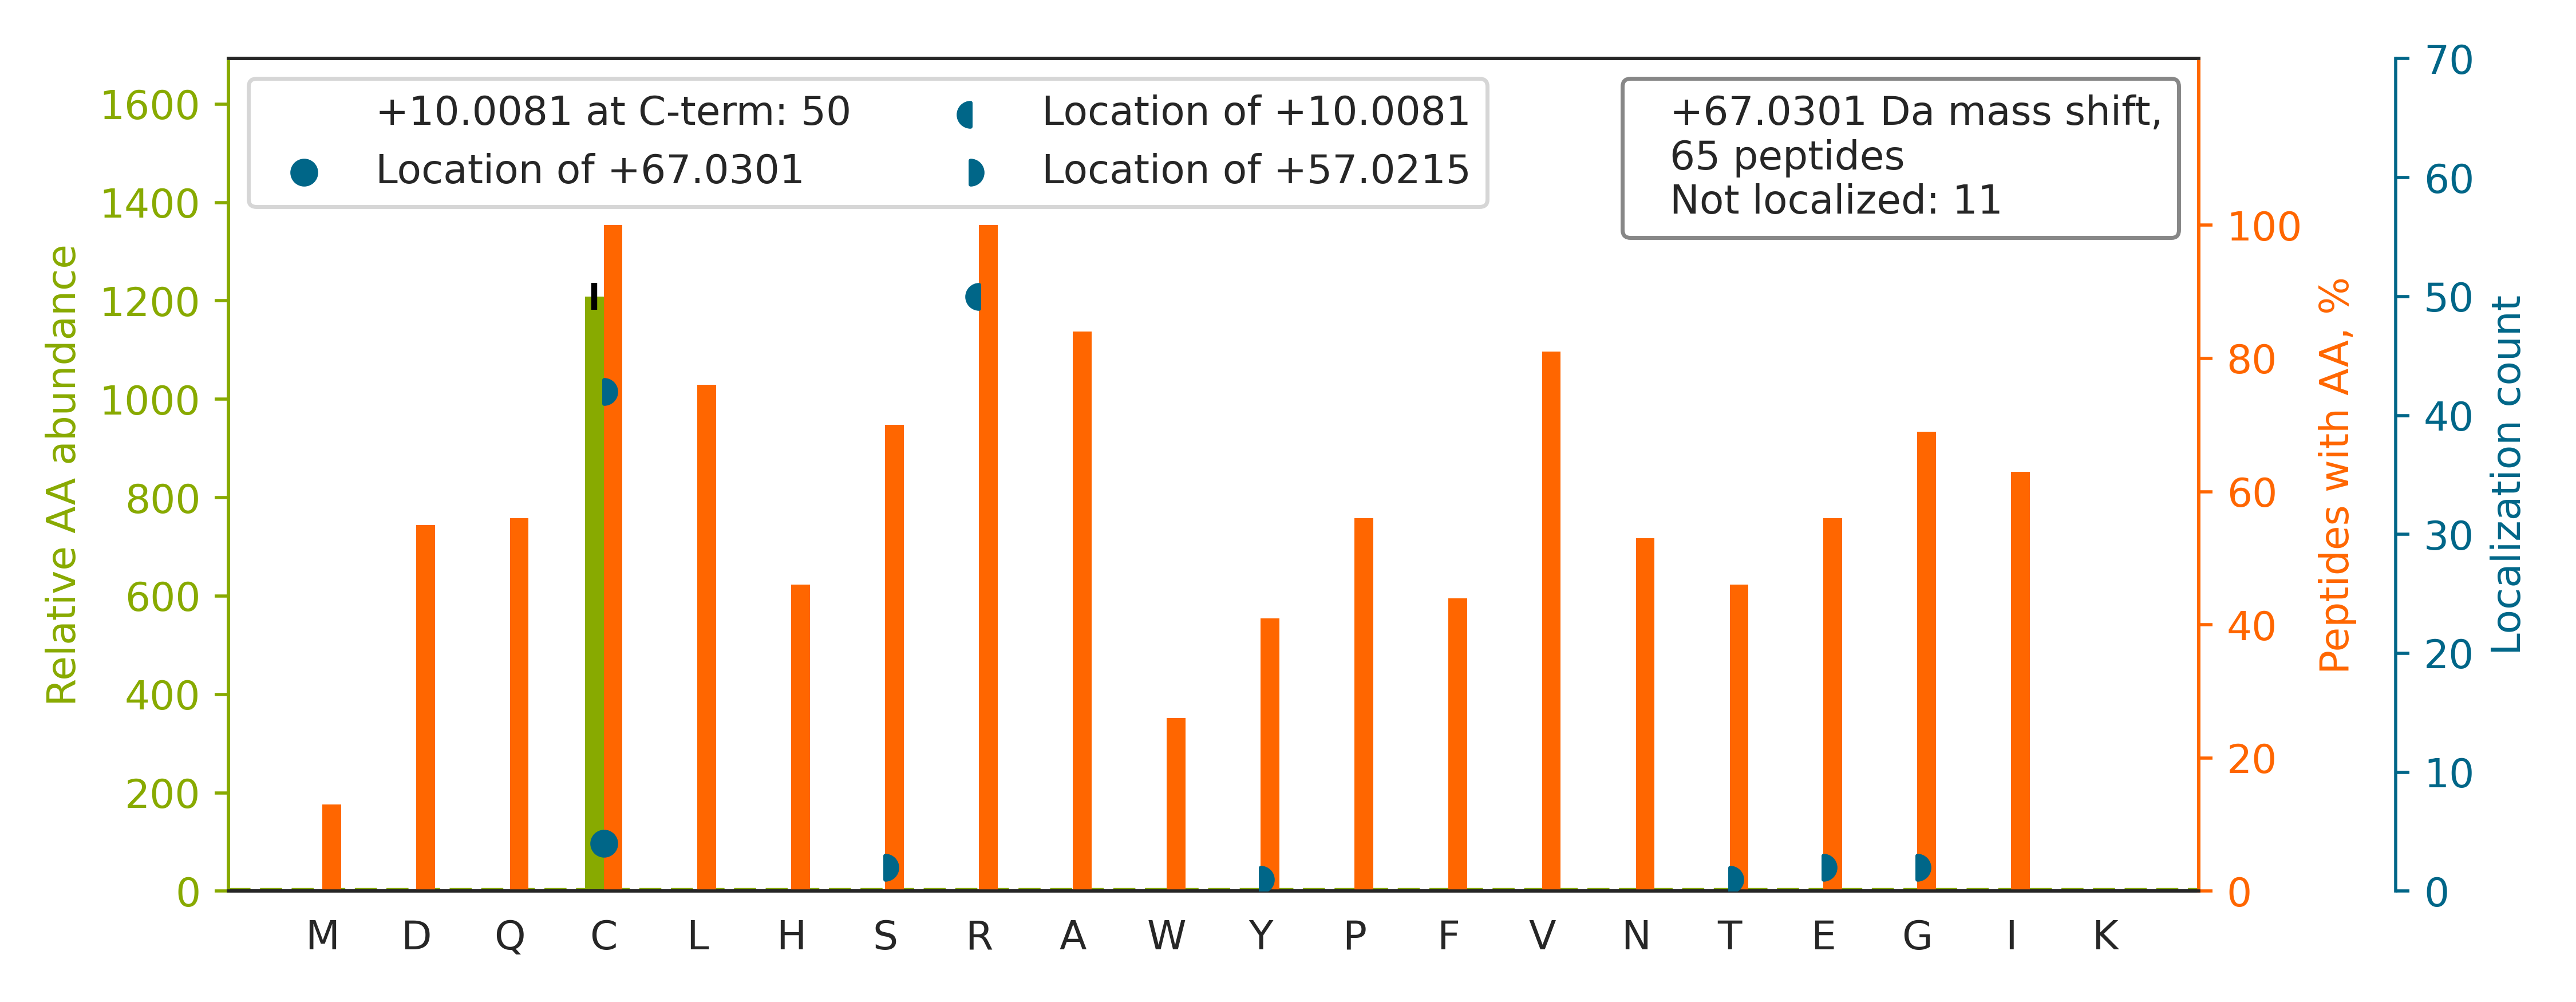 +10.0081 at C-term: 50
Location of +67.0301
Location of +10.0081
Location of +57.0215
+67.0301 Da mass shift,
65 peptides
Not localized: 11
Relative AA abundance
1600
1400
1200
1000
800
600
400
200
0
M D Q C L H S R A W Y P F V N T E G I K
100
80
60
40
20
0
Peptides with AA, %
70
60
50
40
30
20
10
0
Localization count